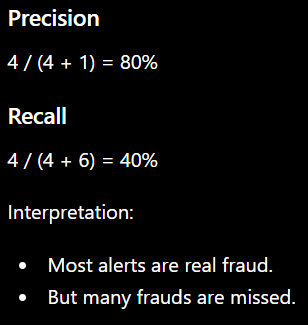 Precision
4 / (4 + 1) = 80%
Recall
4 / (4 + 6) = 40%
Interpretation:
• Most alerts are real fraud.
• But many frauds are missed.